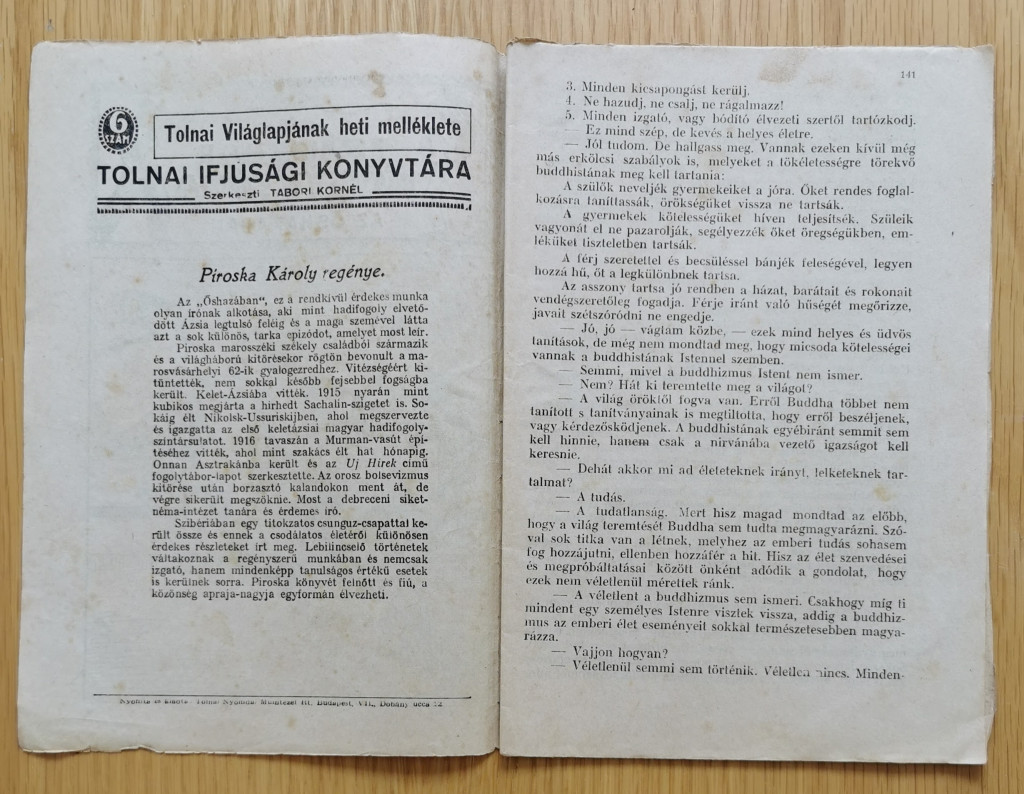 6
SZÁM
Tolnai Világlapjának heti melléklete
TOLNAI IFJUSÁGI KÖNYVTÁRA
Szerkeszti TÁBORI KORNÉL
Piroska Károly regénye.
Az „Őshazában“, ez a rendkivül érdekes munka
olyan írónak alkotása, aki mint hadifogoly elvető-
dött Ázsia legtulsó feléig és a maga szemével látta
azt a sok különös, tarka epizódot, amelyet most leír.
Piroska marosszéki székely családból származik
és a világháború kitörésekor rögtön bevonult a ma-
rosvásárhelyi 62-ik gyalogezredhez. Vitézségéért ki-
tüntették, nem sokkal később fejsebbel fogságba
került. Kelet-Ázsiába vitték. 1915 nyarán mint
kubikos megjárta a hirhedt Sachalin-szigetet is. So-
káig élt Nikolsk-Ussuriskijben, ahol megszervezte
és igazgatta az első keletázsiai magyar hadifogoly-
színtársulatot. 1916 tavaszán a Murman-vasút épí-
téséhez vitték, ahol mint szakács élt hat hónapig.
Onnan Asztrakánba került és az Uj Hirek című
fogolytábor-lapot szerkesztette. Az orosz bolsevizmus
kitörése után borzasztó kalandokon ment át, de
végre sikerült megszöknie. Most a debreceni siket-
néma-intézet tanára és érdemes író.
Szibériában egy titokzatos csunguz-csapattal ke-
rült össze és ennek a csodálatos életéről különösen
érdekes részleteket írt meg. Lebilincselő történetek
váltakoznak a regényszerű munkában és nemcsak
izgató, hanem mindenképp tanulságos értékű esetek
is kerülnek sorra. Piroska könyvét felnőtt és fiú, a
közönség apraja-nagyja egyformán élvezheti.
Nyomta és kiadta Tolnai Nyomdai Műintézet Rt. Budapest, VII., Dohány ucca 12
141
3. Minden kicsapongást kerülj.
4. Ne hazudj, ne csalj, ne rágalmazz!
5. Minden izgató, vagy bódító élvezeti szertől tartózkodj.
— Ez mind szép, de kevés a helyes életre.
— Jól tudom. De hallgass meg. Vannak ezeken kívül még
más erkölcsi szabályok is, melyeket a tökéletességre törekvő
buddhistának meg kell tartania:
A szülők neveljék gyermekeiket a jóra. Őket rendes foglal-
kozásra taníttassák, örökségüket vissza ne tartsák.
A gyermekek kötelességüket híven teljesítsék. Szüleik
vagyonát el ne pazarolják, segélyezzék őket öregségükben, em-
léküket tiszteletben tartsák.
A férj szeretettel és becsüléssel bánjék feleségével, legyen
hozzá hű, őt a legkülönbnek tartsa.
Az asszony tartsa jó rendben a házat, barátait és rokonait
vendégszeretőleg fogadja. Férje iránt való hűségét megőrizze,
javait szétszóródni ne engedje.
— Jó, jó — vágtam közbe, — ezek mind helyes és üdvös
tanítások, de még nem mondtad meg, hogy micsoda kötelességei
vannak a buddhistának Istennel szemben.
— Semmi, mivel a buddhizmus Istent nem ismer.
— Nem? Hát ki teremtette meg a világot?
— A világ öröktől fogva van. Erről Buddha többet nem
tanított s tanítványainak is megtiltotta, hogy erről beszéljenek,
vagy kérdezősködjenek. A buddhistának egyébiránt semmit sem
kell hinnie, hanem csak a nirvánába vezető igazságot kell
keresnie.
— Dehát akkor mi ad életeteknek irányt, lelketeknek tar-
talmat?
— A tudás.
— A tudatlanság. Mert hisz magad mondtad az előbb,
hogy a világ teremtését Buddha sem tudta megmagyarázni. Szó-
val sok titka van a létnek, melyhez az emberi tudás sohasem
fog hozzájutni, ellenben hozzáfér a hit. Hisz az élet szenvedései
és megpróbáltatásai között önként adódik a gondolat, hogy
ezek nem véletlenül mérettek ránk.
— A véletlent a buddhizmus sem ismeri. Csakhogy míg ti
mindent egy személyes Istenre visztek vissza, addig a buddhiz-
mus az emberi élet eseményeit sokkal természetesebben magya-
rázza.
— Vajjon hogyan?
— Véletlenül semmi sem történik. Véletlen nincs. Minden-